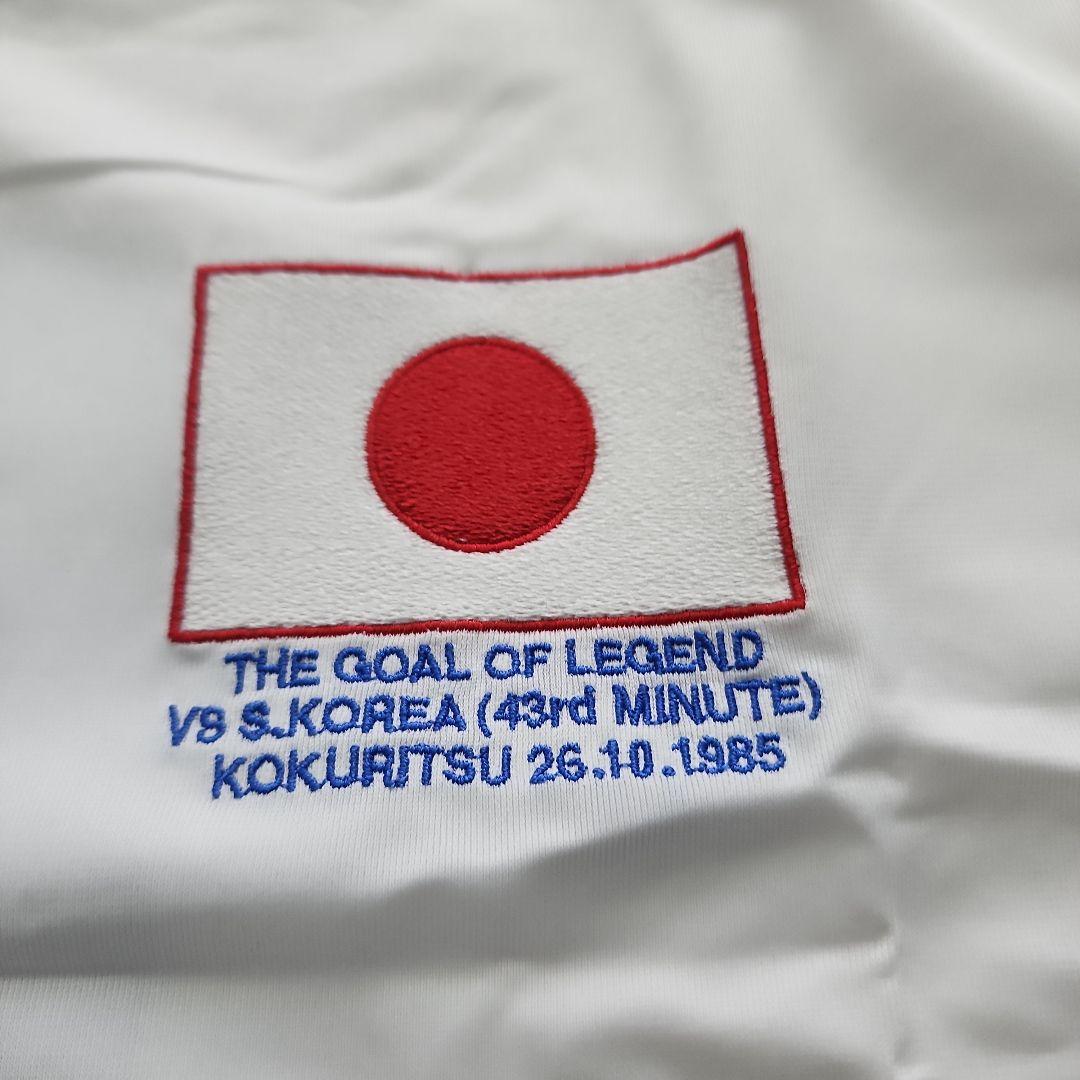 THE GOAL OF LEGEND
VS S.KOREA (43rd MINUTE)
KOKURITSU 26.10.1985